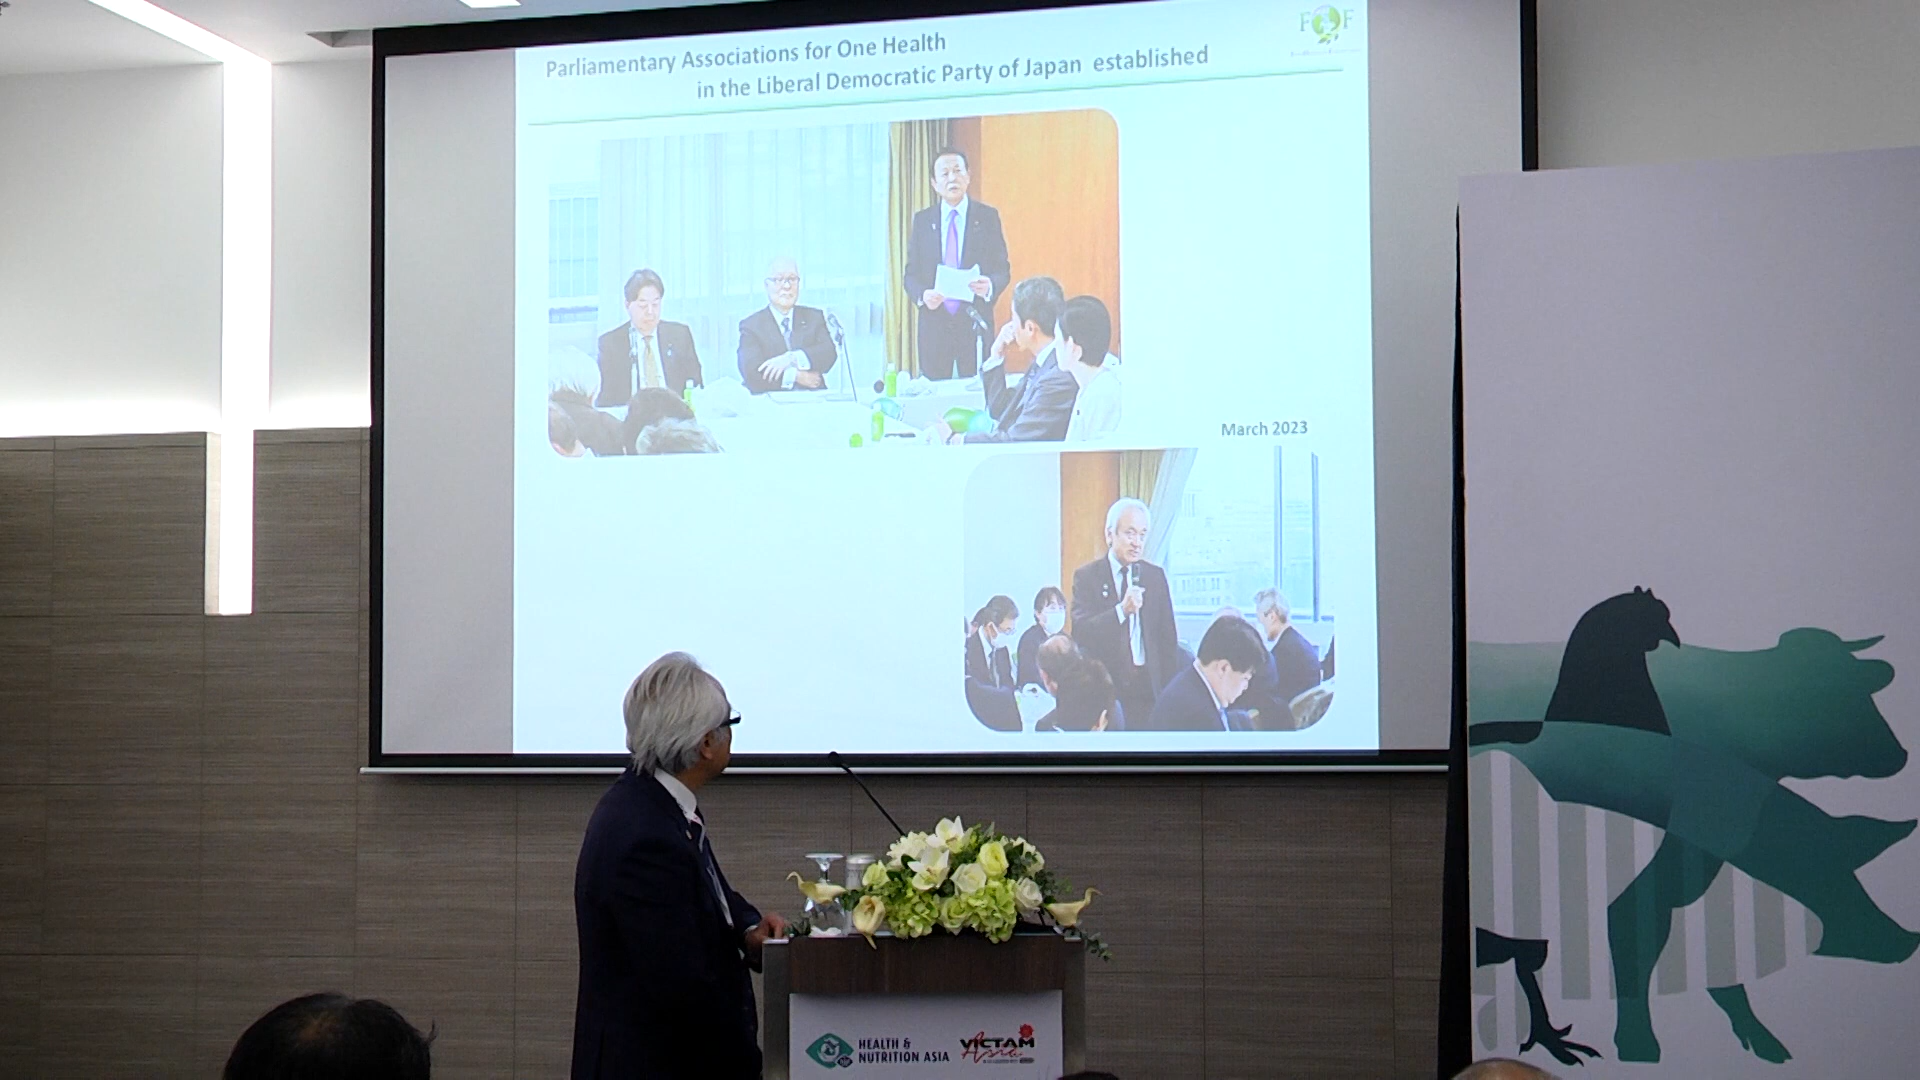 Parliamentary Associations for One Health
in the Liberal Democratic Party of Japan established
F F
March 2023
HEALTH &
NUTRITION ASIA
VICTAM
Asia